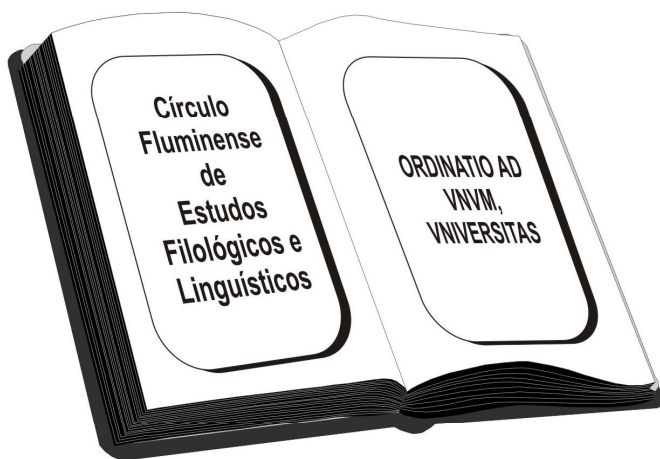 Círculo
Fluminense
de
Estudos
Filológicos e
Linguísticos
ORDINATIO AD
VNVM,
VNIVERSITAS